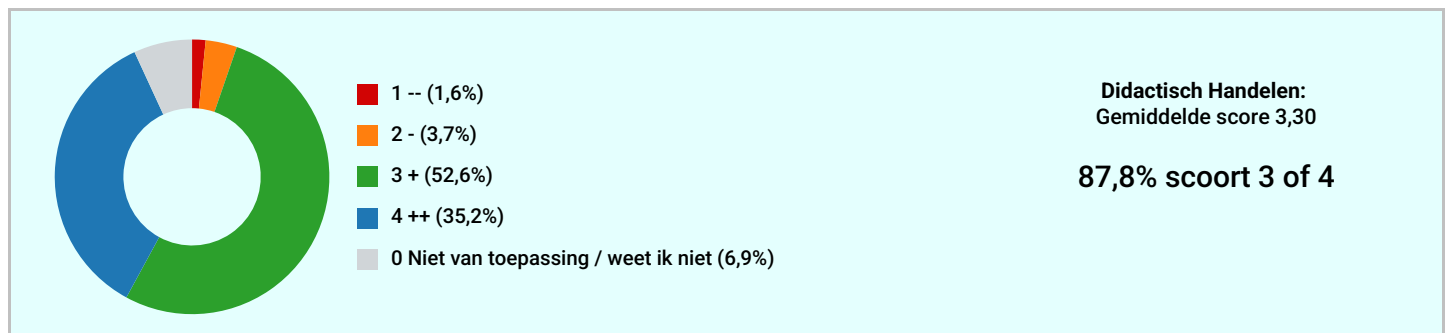 1 -- (1,6%)
2 - (3,7%)
3 + (52,6%)
4 ++ (35,2%)
0 Niet van toepassing / weet ik niet (6,9%)
Didactisch Handelen:
Gemiddelde score 3,30
87,8% scoort 3 of 4